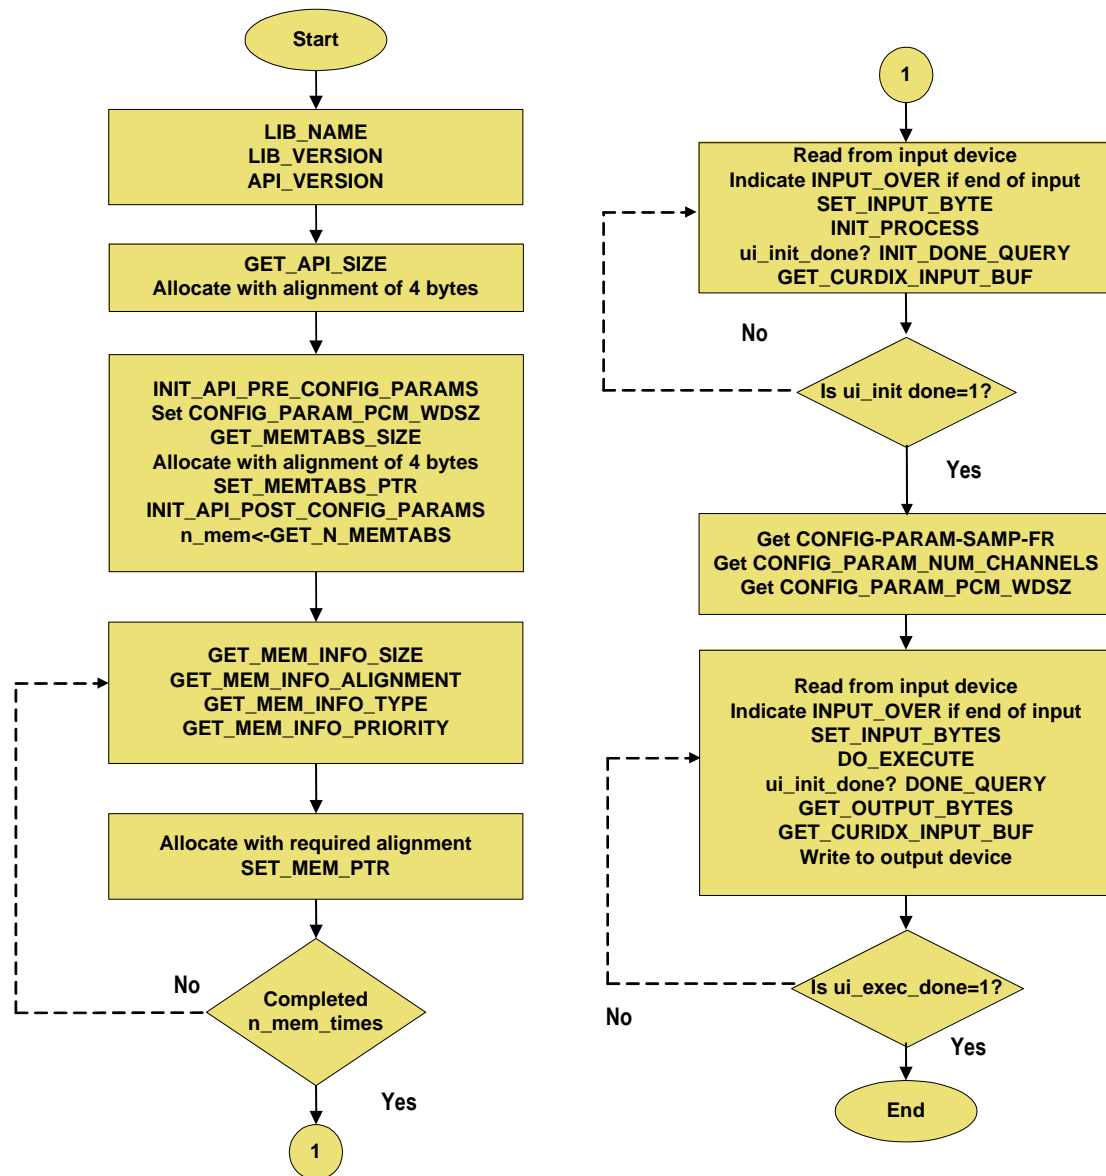 Start
LIB_NAME
LIB_VERSION
API_VERSION
GET_API_SIZE
Allocate with alignment of 4 bytes
INIT_API_PRE_CONFIG_PARAMS
Set CONFIG_PARAM_PCM_WDSZ
GET_MEMTABS_SIZE
Allocate with alignment of 4 bytes
SET_MEMTABS_PTR
INIT_API_POST_CONFIG_PARAMS
n_mem<-GET_N_MEMTABS
GET_MEM_INFO_SIZE
GET_MEM_INFO_ALIGNMENT
GET_MEM_INFO_TYPE
GET_MEM_INFO_PRIORITY
Allocate with required alignment
SET_MEM_PTR
No
Completed
n_mem_times
Yes
1
1
Read from input device
Indicate INPUT_OVER if end of input
SET_INPUT_BYTE
INIT_PROCESS
ui_init_done? INIT_DONE_QUERY
GET_CURDIX_INPUT_BUF
No
Is ui_init done=1?
Yes
Get CONFIG-PARAM-SAMP-FR
Get CONFIG_PARAM_NUM_CHANNELS
Get CONFIG_PARAM_PCM_WDSZ
Read from input device
Indicate INPUT_OVER if end of input
SET_INPUT_BYTES
DO_EXECUTE
ui_init_done? DONE_QUERY
GET_OUTPUT_BYTES
GET_CURIDX_INPUT_BUF
Write to output device
Is ui_exec_done=1?
No
Yes
End